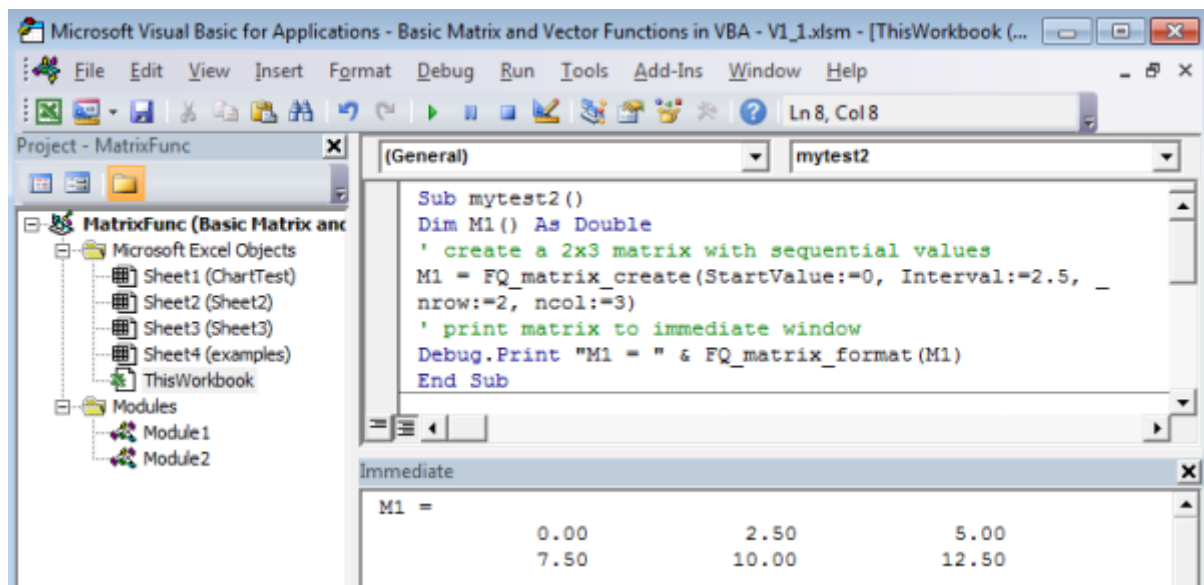 Microsoft Visual Basic for Applications - Basic Matrix and Vector Functions in VBA - V1_1.xlsm - [ThisWorkbook (...
File Edit View Insert Format Debug Run Tools Add-Ins Window Help
Ln 8, Col 8
Project - MatrixFunc
MatrixFunc (Basic Matrix and
Microsoft Excel Objects
Sheet1 (ChartTest)
Sheet2 (Sheet2)
Sheet3 (Sheet3)
Sheet4 (examples)
ThisWorkbook
Modules
Module1
Module2
(General) mytest2
Sub mytest2()
Dim M1() As Double
' create a 2x3 matrix with sequential values
M1 = FQ_matrix_create(StartValue:=0, Interval:=2.5, _
nrow:=2, ncol:=3)
' print matrix to immediate window
Debug.Print "M1 = " & FQ_matrix_format(M1)
End Sub
Immediate
M1 =
0.00 2.50 5.00
7.50 10.00 12.50